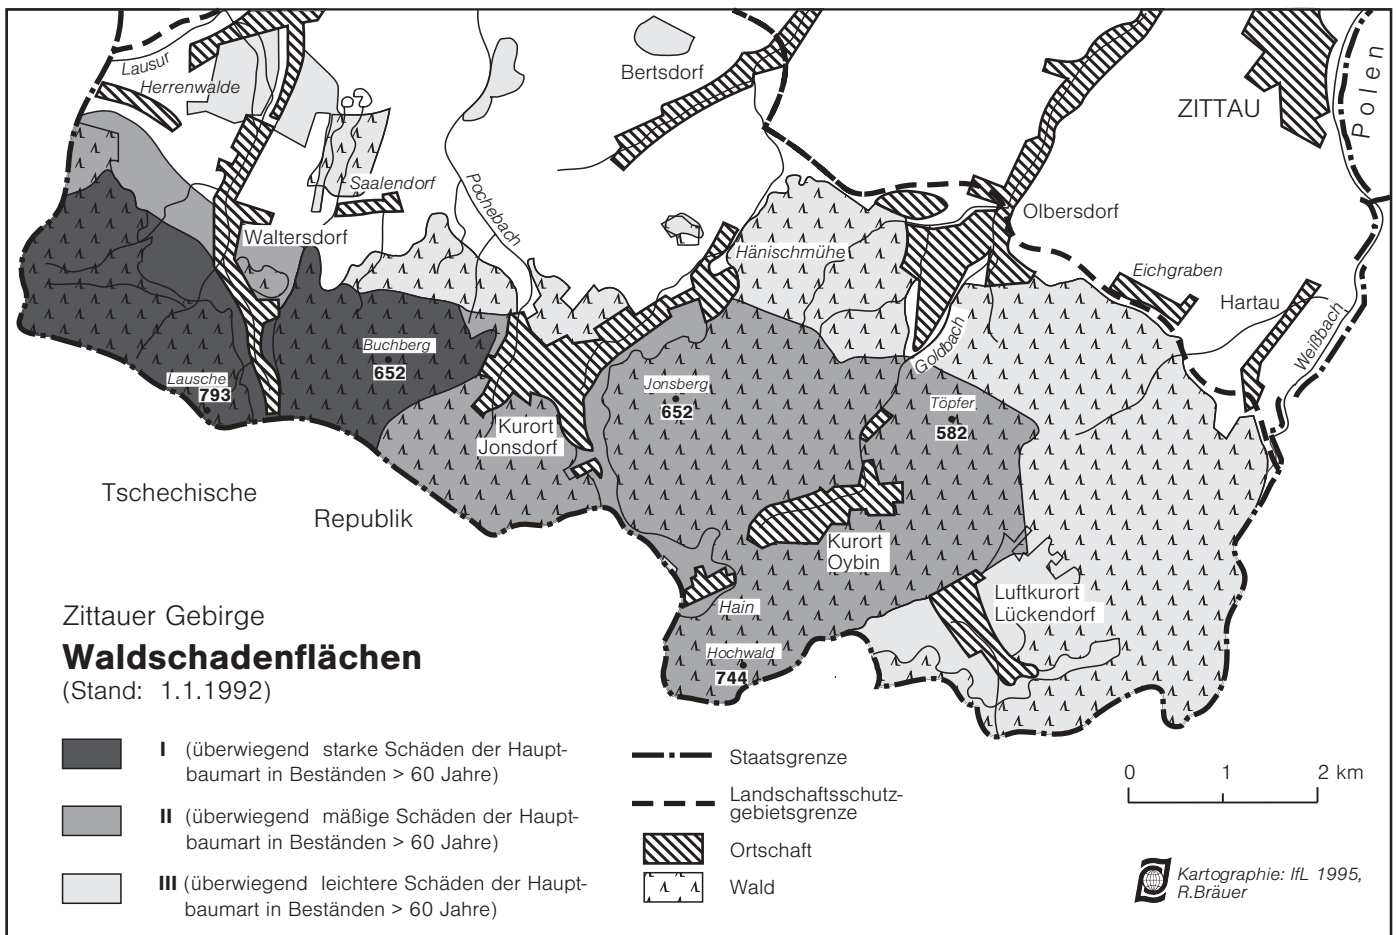 Lausur
Herrenwalde
Bertsdorf
ZITTAU
Polen
Saalendorf
Pochebach
Waltersdorf
Olbersdorf
Hänischmühe
Eichgraben
Hartau
Weißbach
Goldbach
Buchberg
652
Lausche
793
Jonsberg
652
Töpfer
582
Kurort
Jonsdorf
Tschechische
Republik
Kurort
Oybin
Luftkurort
Lückendorf
Hain
Hochwald
744
Zittauer Gebirge
Waldschadenflächen
(Stand: 1.1.1992)
I (überwiegend starke Schäden der Haupt-
baumart in Beständen > 60 Jahre)
II (überwiegend mäßige Schäden der Haupt-
baumart in Beständen > 60 Jahre)
III (überwiegend leichtere Schäden der Haupt-
baumart in Beständen > 60 Jahre)
Staatsgrenze
Landschaftsschutz-
gebietsgrenze
Ortschaft
Wald
0 1 2 km
Kartographie: IfL 1995,
R.Bräuer